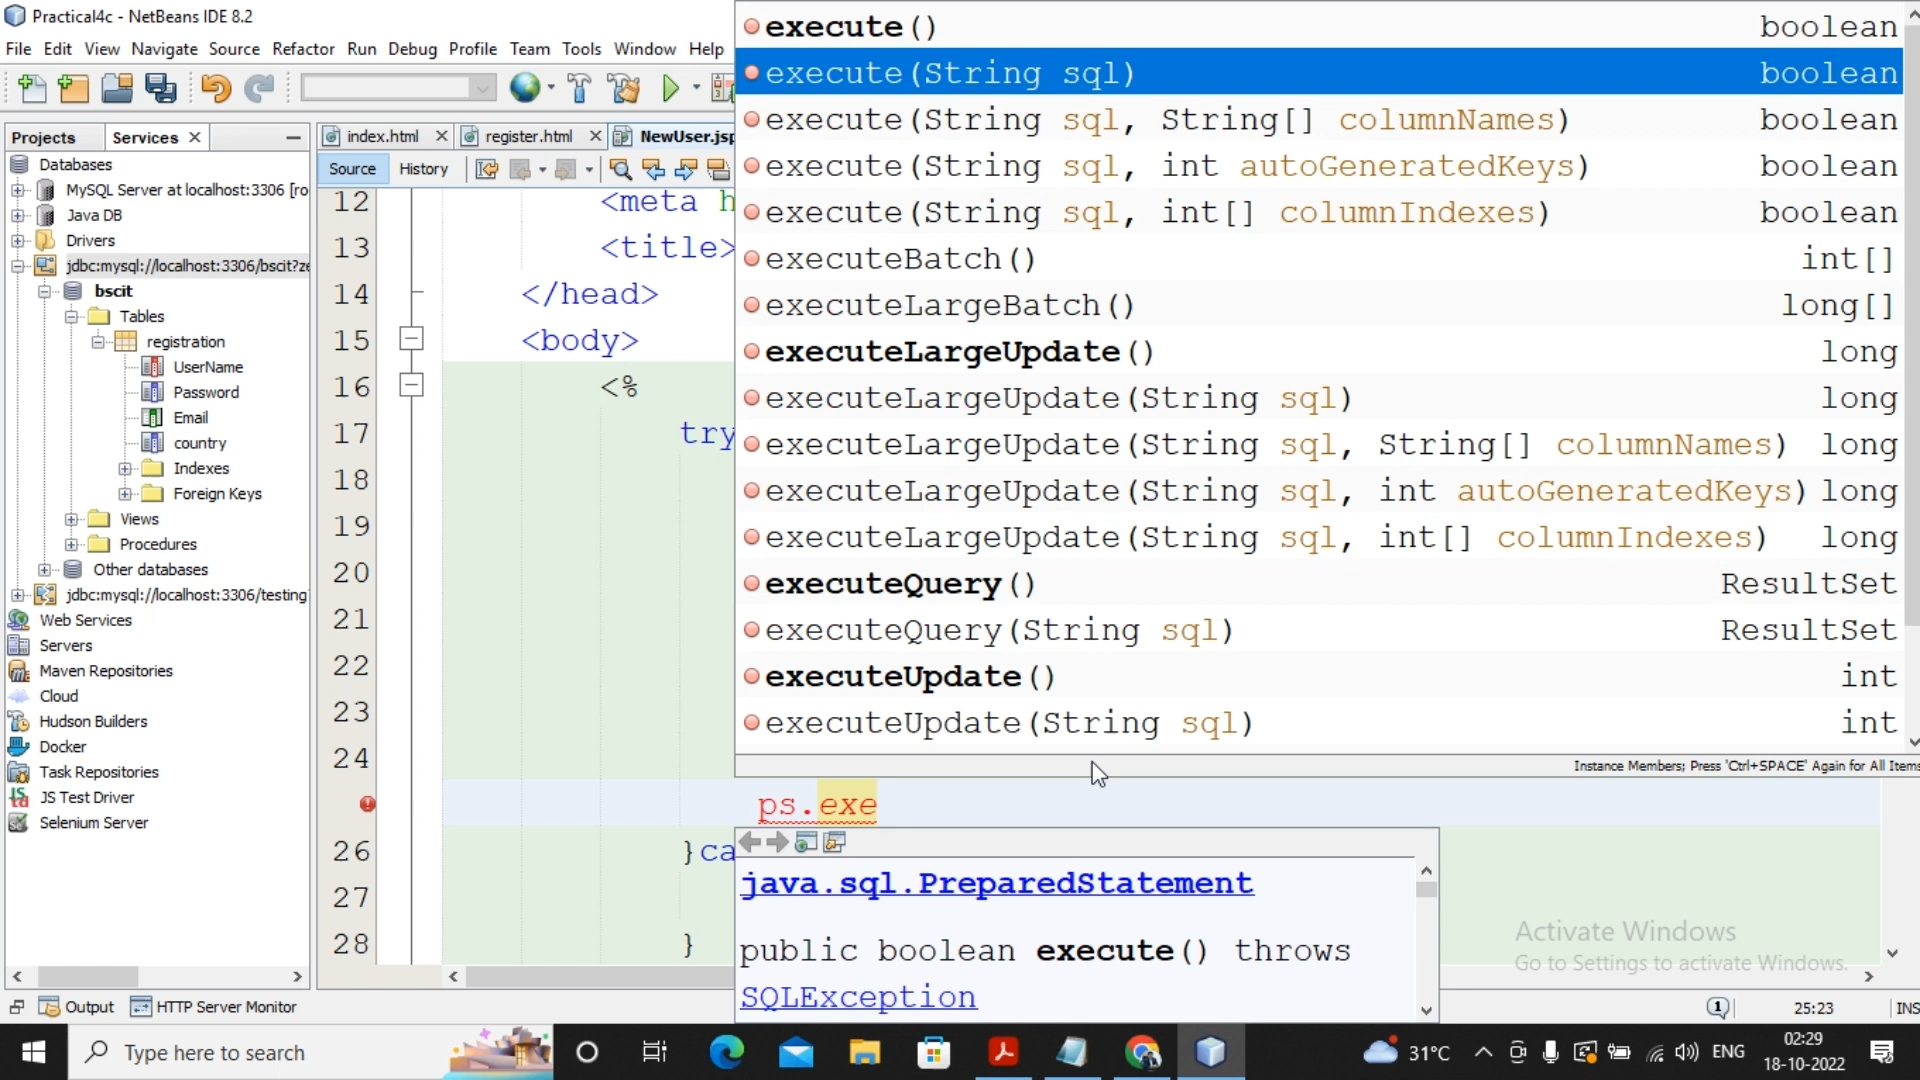 Practical4c - NetBeans IDE 8.2
File Edit View Navigate Source Refactor Run Debug Profile Team Tools Window Help
Projects Services
index.html register.html NewUser.jsp
Source History
Databases
MySQL Server at localhost:3306 [ro
Java DB
Drivers
jdbc:mysql://localhost:3306/bscit?ze
bscit
Tables
registration
UserName
Password
Email
country
Indexes
Foreign Keys
Views
Procedures
Other databases
jdbc:mysql://localhost:3306/testing
Web Services
Servers
Maven Repositories
Cloud
Hudson Builders
Docker
Task Repositories
JS Test Driver
Selenium Server
12 <meta h
13 <title>
14 </head>
15 <body>
16 <%
17 try
18
19
20
21
22
23
24
ps.exe
26 }ca
27
28 }
execute() boolean
execute(String sql) boolean
execute(String sql, String[] columnNames) boolean
execute(String sql, int autoGeneratedKeys) boolean
execute(String sql, int[] columnIndexes) boolean
executeBatch() int[]
executeLargeBatch() long[]
executeLargeUpdate() long
executeLargeUpdate(String sql) long
executeLargeUpdate(String sql, String[] columnNames) long
executeLargeUpdate(String sql, int autoGeneratedKeys) long
executeLargeUpdate(String sql, int[] columnIndexes) long
executeQuery() ResultSet
executeQuery(String sql) ResultSet
executeUpdate() int
executeUpdate(String sql) int
Instance Members; Press 'Ctrl+SPACE' Again for All Items
java.sql.PreparedStatement
public boolean execute() throws
SQLException
Activate Windows
Go to Settings to activate Windows.
Output HTTP Server Monitor
1 25:23 INS
Type here to search
31°C ENG
02:29
18-10-2022